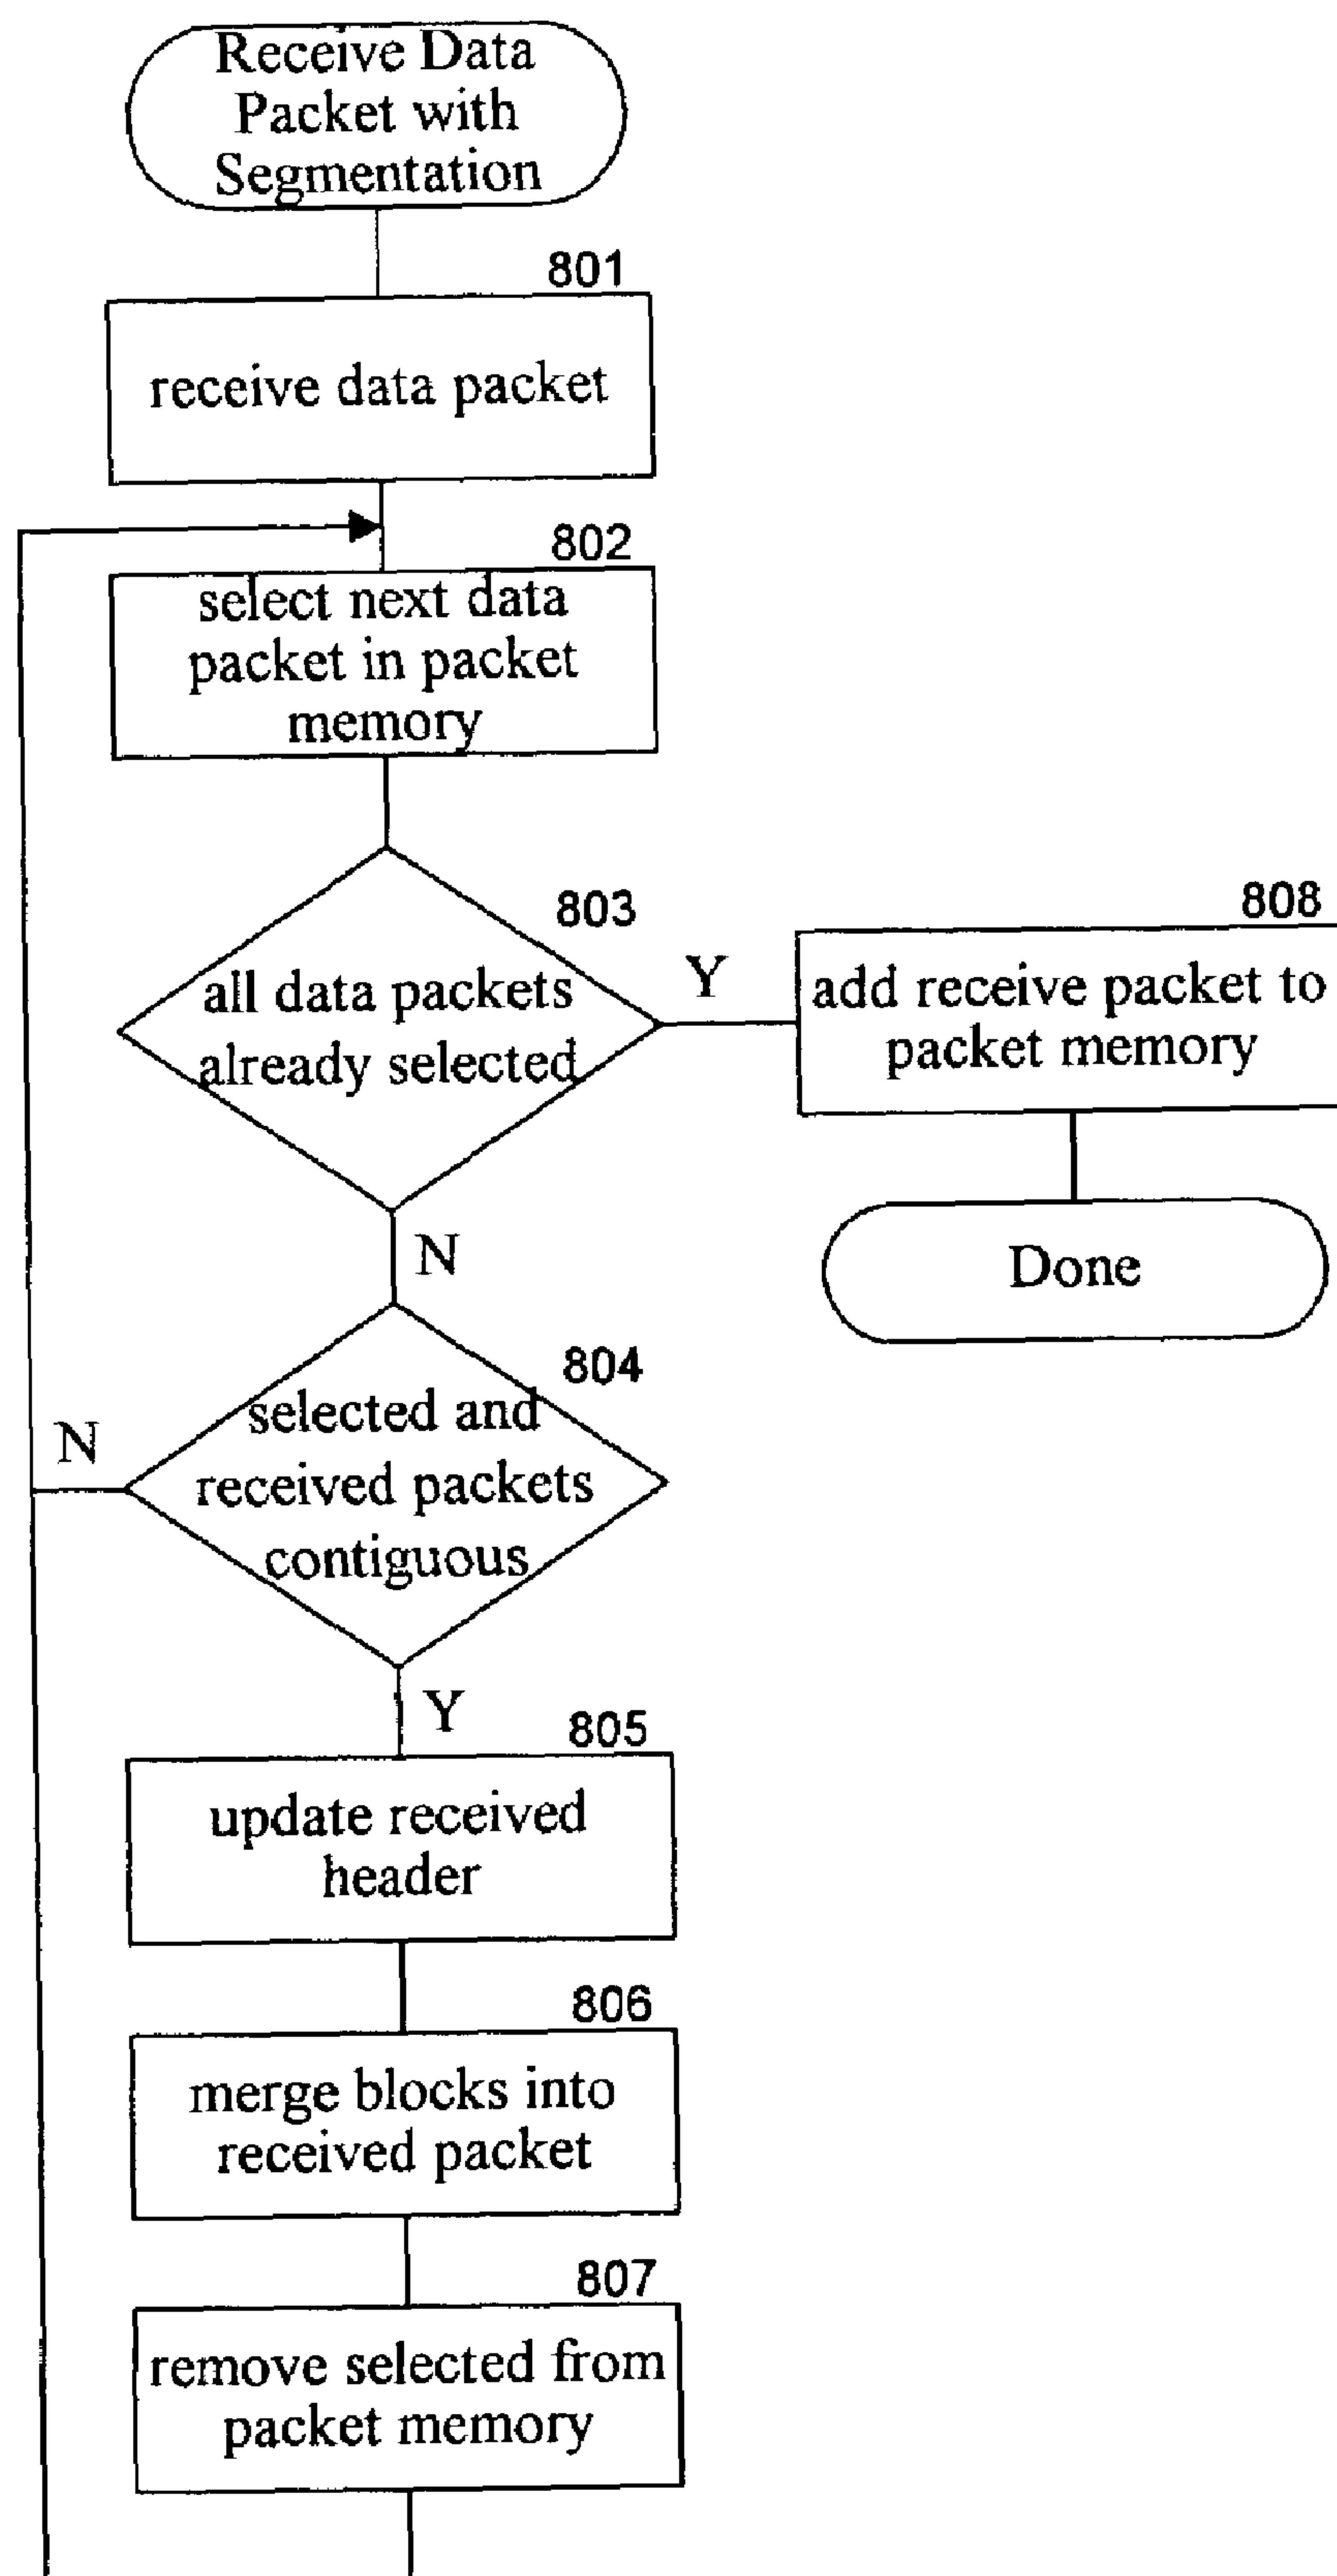 Receive Data
Packet with
Segmentation
801
receive data packet
802
select next data
packet in packet
memory
803
all data packets
already selected
Y
808
add receive packet to
packet memory
Done
N
804
selected and
received packets
contiguous
N
Y
805
update received
header
806
merge blocks into
received packet
807
remove selected from
packet memory